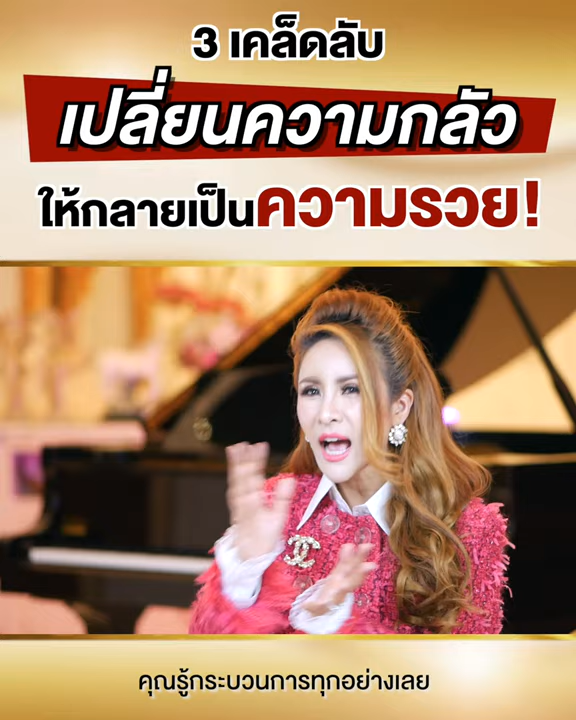 3 เคล็ดลับ
เปลี่ยนความกลัว
ให้กลายเป็นความรวย!
คุณรู้กระบวนการทุกอย่างเลย